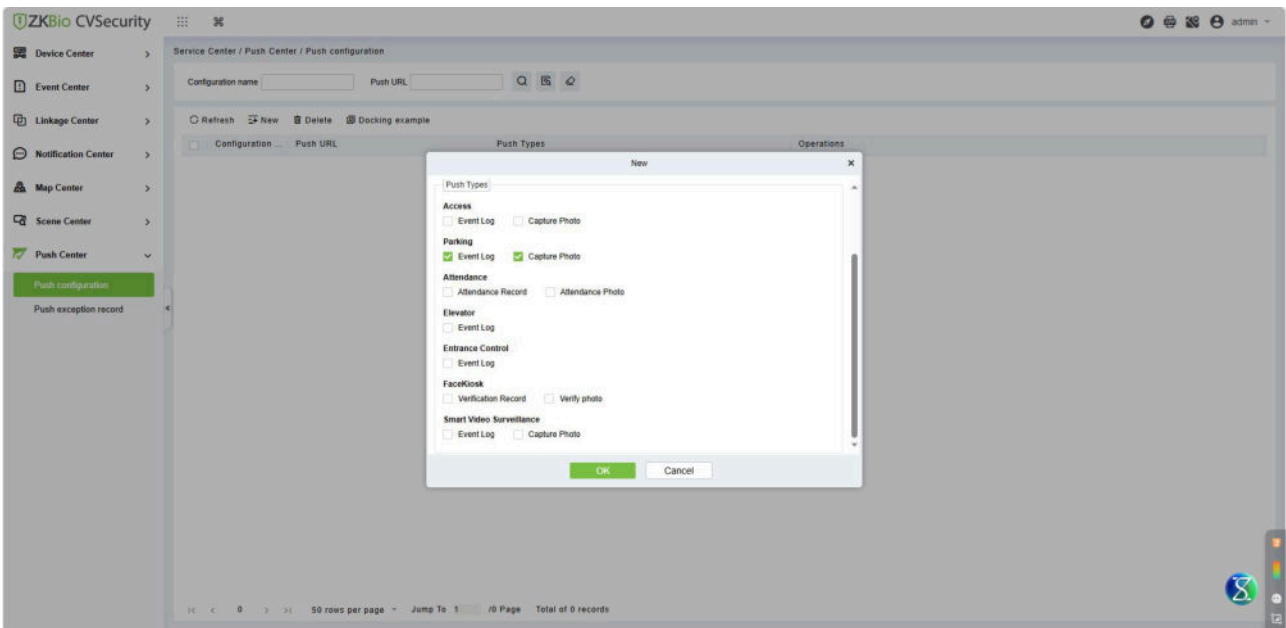 ZKBio CVSecurity
admin
Device Center
Event Center
Linkage Center
Notification Center
Map Center
Scene Center
Push Center
Push configuration
Push exception record
Service Center / Push Center / Push configuration
Configuration name
Push URL
Refresh New Delete Docking example
Configuration ... Push URL Push Types Operations
New
Push Types
Access
Event Log Capture Photo
Parking
Event Log Capture Photo
Attendance
Attendance Record Attendance Photo
Elevator
Event Log
Entrance Control
Event Log
FaceKiosk
Verification Record Verify photo
Smart Video Surveillance
Event Log Capture Photo
OK Cancel
0 50 rows per page Jump To 1 /0 Page Total of 0 records